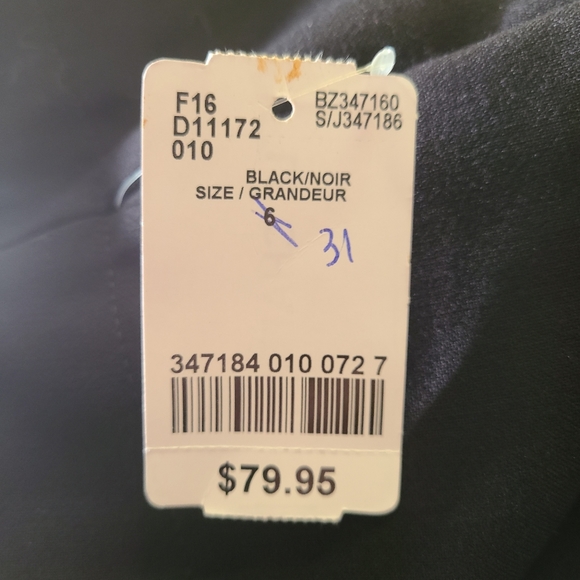 F16
D11172
010
BZ347160
S/J347186
BLACK/NOIR
SIZE / GRANDEUR
6
31
347184 010 072 7
$79.95